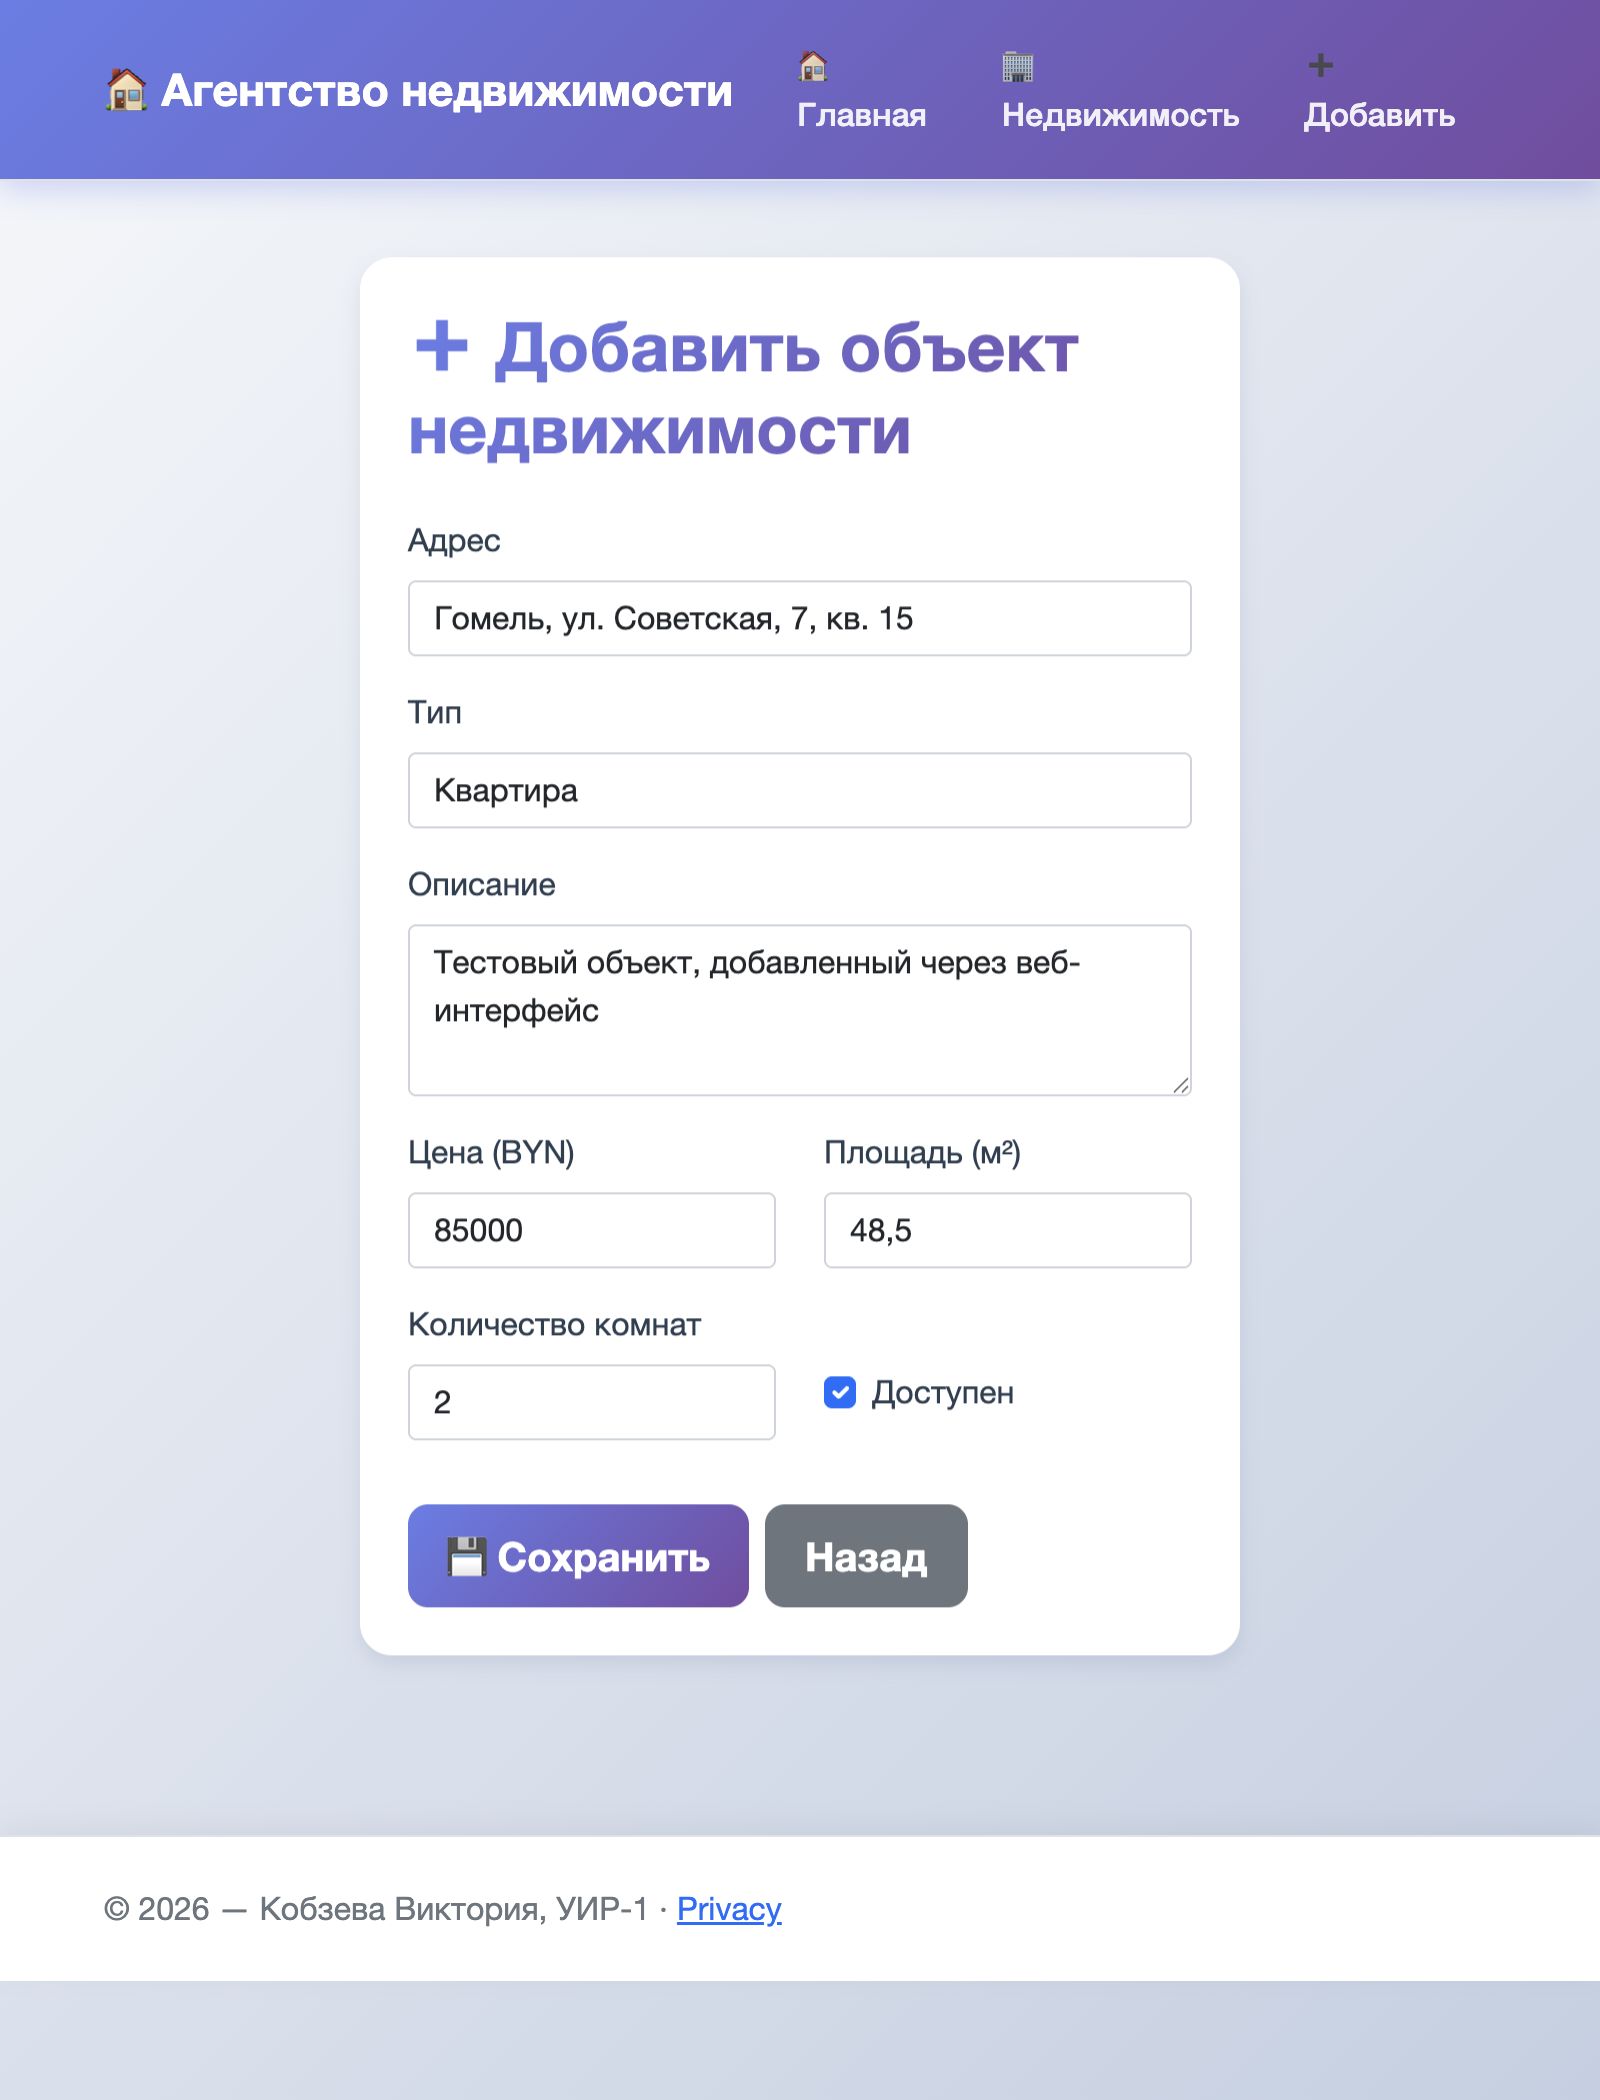 🏠 Агентство недвижимости
🏠 Главная
🏢 Недвижимость
➕ Добавить
➕ Добавить объект
недвижимости
Адрес
Гомель, ул. Советская, 7, кв. 15
Тип
Квартира
Описание
Тестовый объект, добавленный через веб-
интерфейс
Цена (BYN)
Площадь (м²)
85000
48,5
Количество комнат
2
Доступен
💾 Сохранить
Назад
© 2026 — Кобзева Виктория, УИР-1 · Privacy